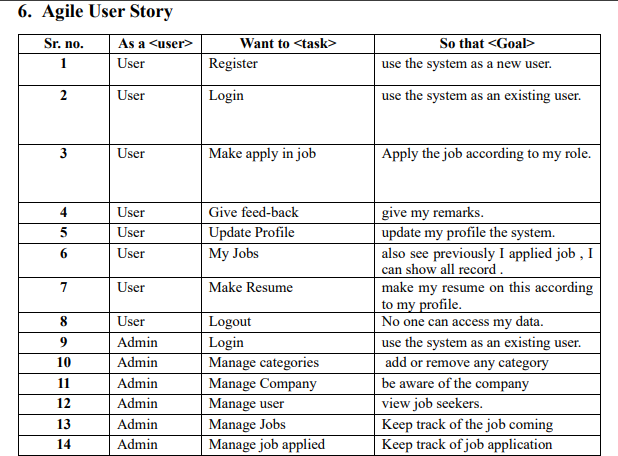 6. Agile User Story
Sr. no. As a <user> Want to <task> So that <Goal>
1 User Register use the system as a new user.
2 User Login use the system as an existing user.
3 User Make apply in job Apply the job according to my role.
4 User Give feed-back give my remarks.
5 User Update Profile update my profile the system.
6 User My Jobs also see previously I applied job , I
can show all record .
7 User Make Resume make my resume on this according
to my profile.
8 User Logout No one can access my data.
9 Admin Login use the system as an existing user.
10 Admin Manage categories add or remove any category
11 Admin Manage Company be aware of the company
12 Admin Manage user view job seekers.
13 Admin Manage Jobs Keep track of the job coming
14 Admin Manage job applied Keep track of job application